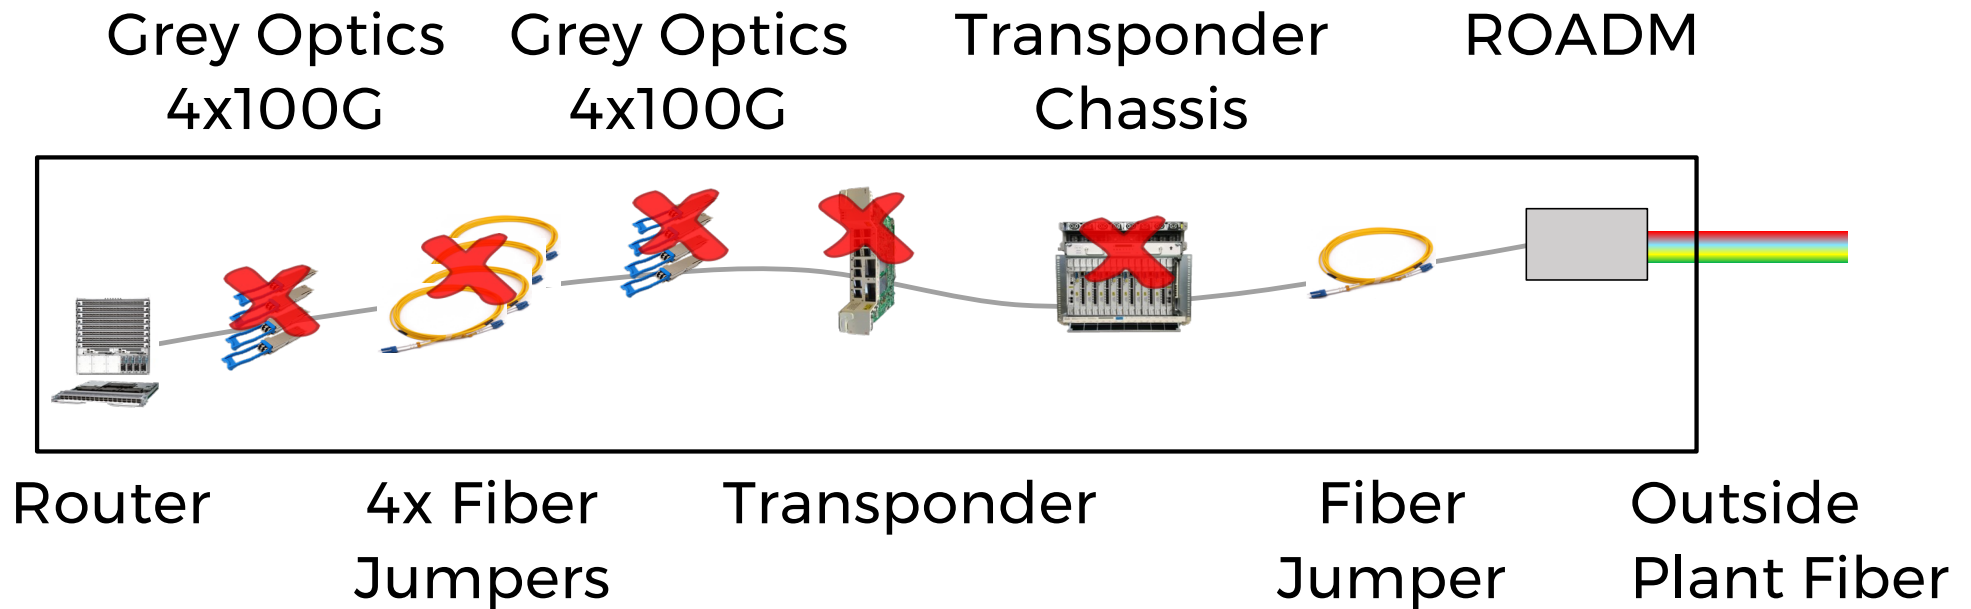 Grey Optics
4x100G
Grey Optics
4x100G
Transponder
Chassis
ROADM
Router
4x Fiber
Jumpers
Transponder
Fiber
Jumper
Outside
Plant Fiber